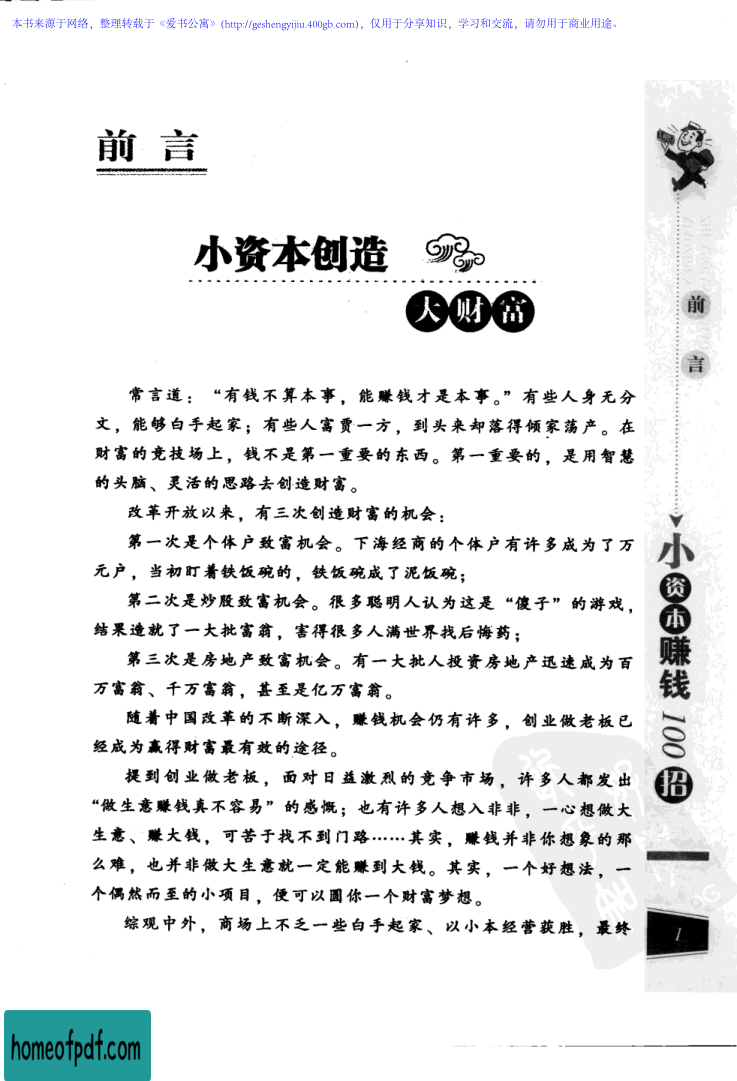 本书来源于网络，整理转载于《爱书公寓》(http://geshengyijiu.400gb.com)，仅用于分享知识，学习和交流，请勿用于商业用途。
前言
小资本创造
大财富
常言道：“有钱不算本事，能赚钱才是本事。”有些人身无分
文，能够白手起家；有些人富贾一方，到头来却落得倾家荡产。在
财富的竞技场上，钱不是第一重要的东西。第一重要的，是用智慧
的头脑、灵活的思路去创造财富。
改革开放以来，有三次创造财富的机会：
第一次是个体户致富机会。下海经商的个体户有许多成为了万
元户，当初盯着铁饭碗的，铁饭碗成了泥饭碗；
第二次是炒股致富机会。很多聪明人认为这是“傻子”的游戏，
结果造就了一大批富翁，害得很多人满世界找后悔药；
第三次是房地产致富机会。有一大批人投资房地产迅速成为百
万富翁、千万富翁，甚至是亿万富翁。
随着中国改革的不断深入，赚钱机会仍有许多，创业做老板已
经成为赢得财富最有效的途径。
提到创业做老板，面对日益激烈的竞争市场，许多人都发出
“做生意赚钱真不容易”的感慨；也有许多人想入非非，一心想做大
生意、赚大钱，可苦于找不到门路……其实，赚钱并非你想象的那
么难，也并非做大生意就一定能赚到大钱。其实，一个好想法，一
个偶然而至的小项目，便可以圆你一个财富梦想。
综观中外，商场上不乏一些白手起家、以小本经营获胜，最终
前言
小资本赚钱100招
1
homeofpdf.com